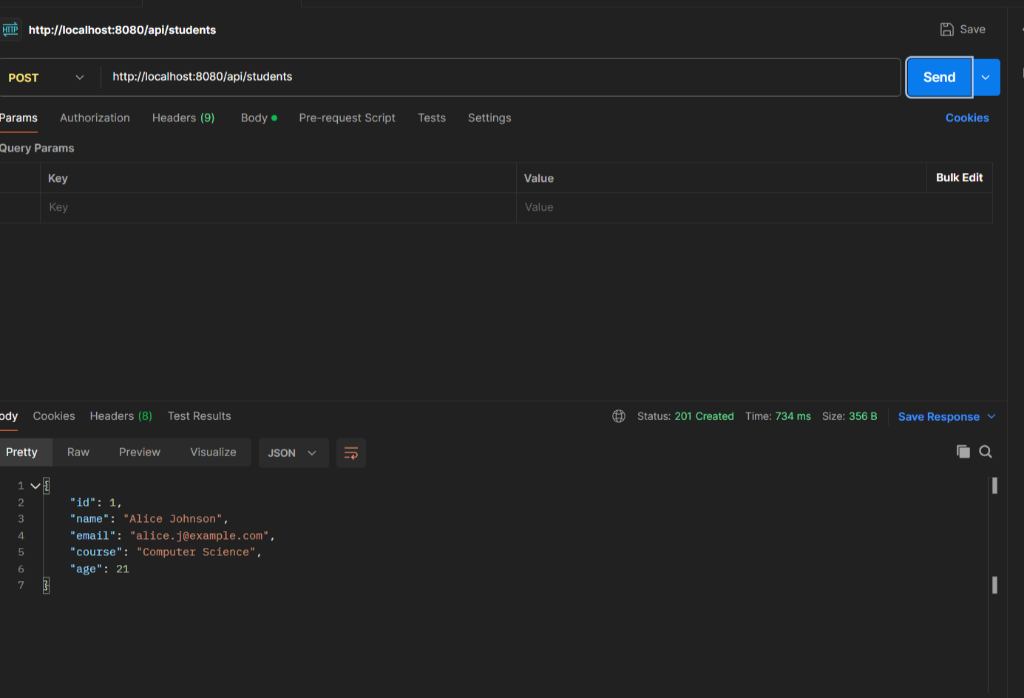 HTTP http://localhost:8080/api/students Save
POST http://localhost:8080/api/students Send
Params Authorization Headers (9) Body Pre-request Script Tests Settings Cookies
Query Params
Key Value Bulk Edit
Key Value
ody Cookies Headers (8) Test Results Status: 201 Created Time: 734 ms Size: 356 B Save Response
Pretty Raw Preview Visualize JSON
1 {
2 "id": 1,
3 "name": "Alice Johnson",
4 "email": "alice.j@example.com",
5 "course": "Computer Science",
6 "age": 21
7 }